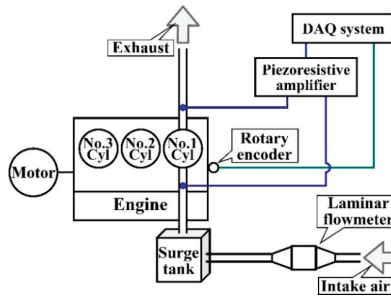 Exhaust
DAQ system
Piezoresistive
amplifier
No.3
Cyl
No.2
Cyl
No.1
Cyl
Rotary
encoder
Motor
Engine
Laminar
flowmeter
Surge
tank
Intake air